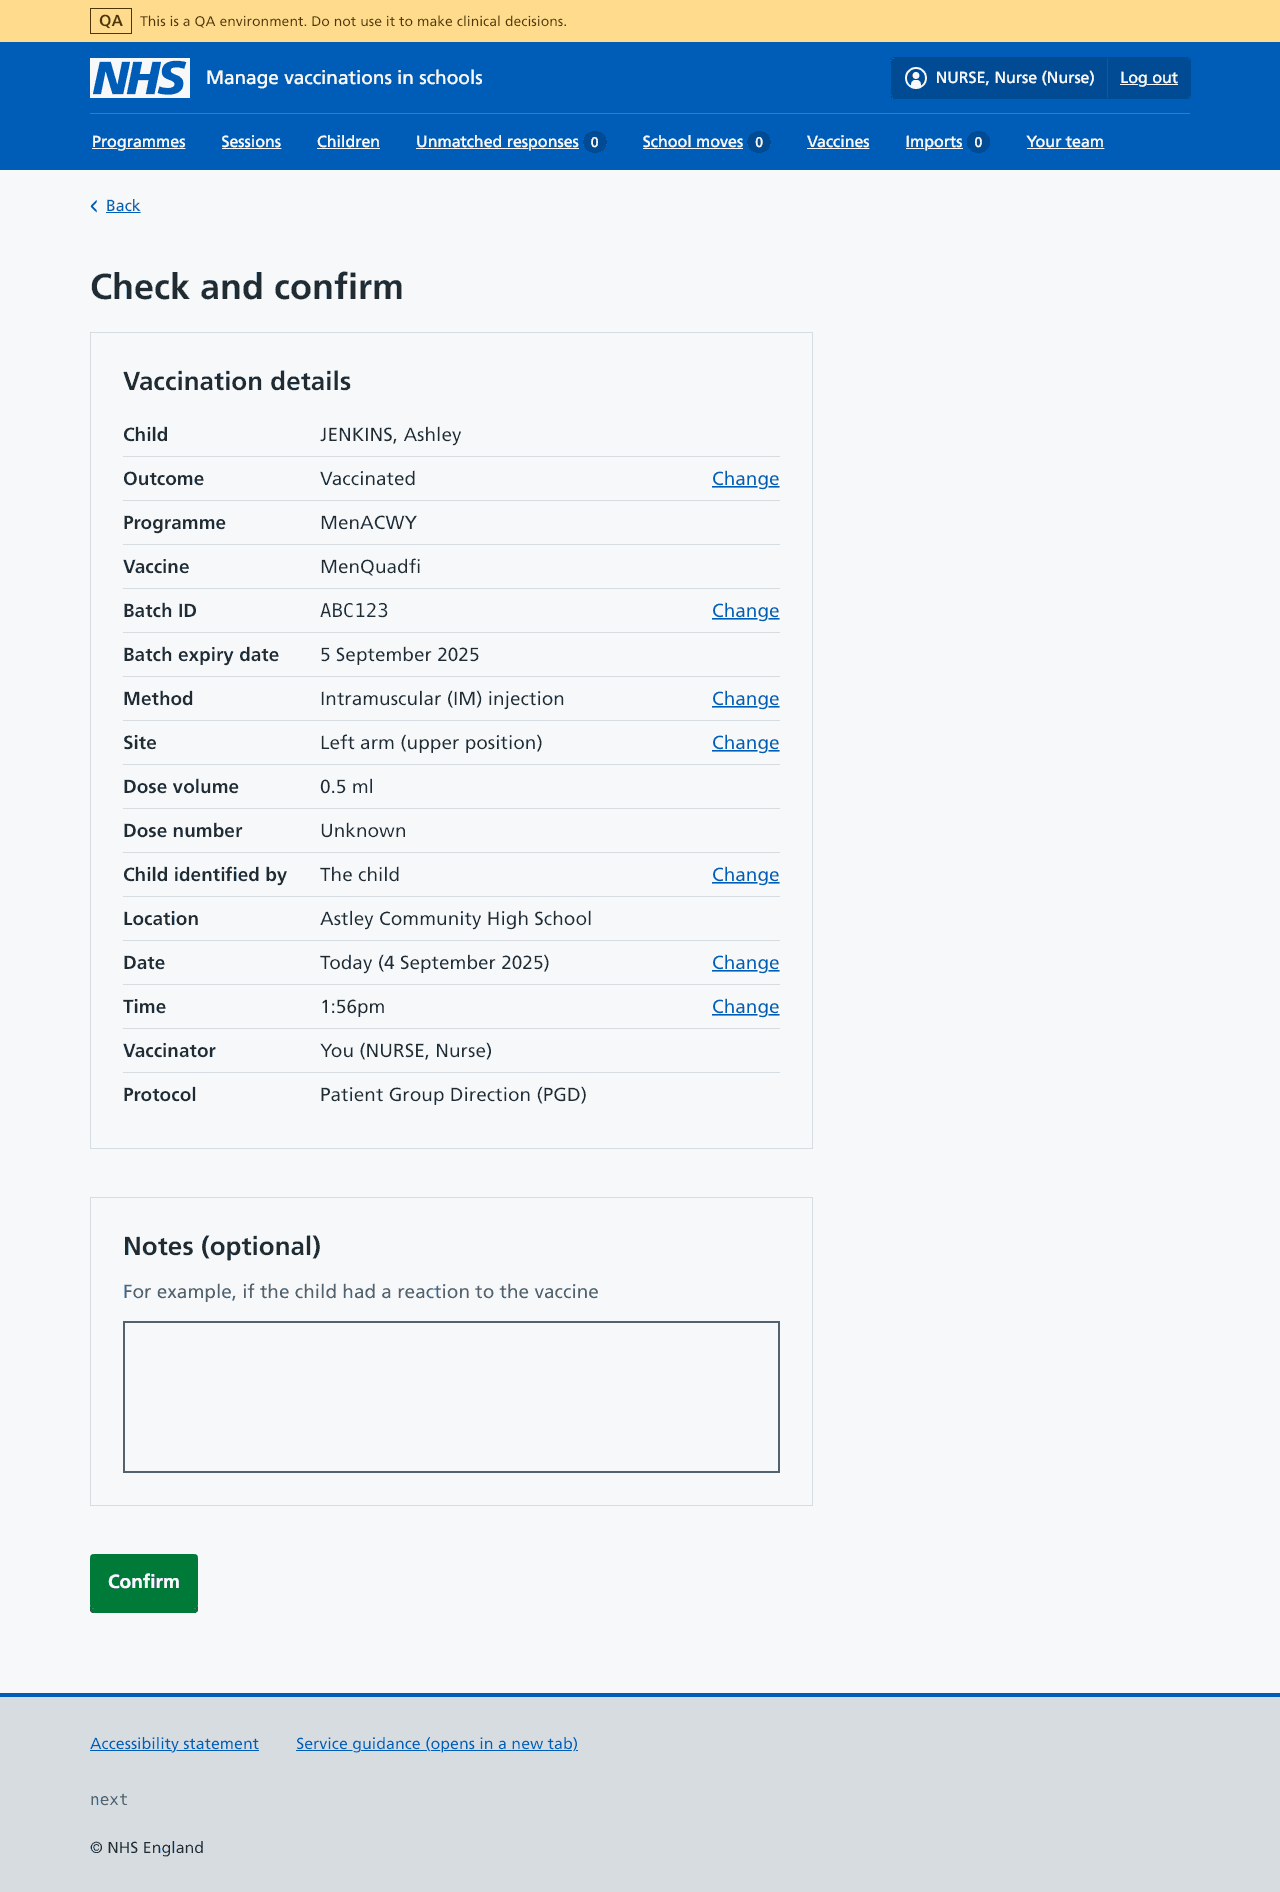 QA This is a QA environment. Do not use it to make clinical decisions.
NHS Manage vaccinations in schools NURSE, Nurse (Nurse) Log out
Programmes Sessions Children Unmatched responses 0 School moves 0 Vaccines Imports 0 Your team
Back
Check and confirm
Vaccination details
Child JENKINS, Ashley
Outcome Vaccinated Change
Programme MenACWY
Vaccine MenQuadfi
Batch ID ABC123 Change
Batch expiry date 5 September 2025
Method Intramuscular (IM) injection Change
Site Left arm (upper position) Change
Dose volume 0.5 ml
Dose number Unknown
Child identified by The child Change
Location Astley Community High School
Date Today (4 September 2025) Change
Time 1:56pm Change
Vaccinator You (NURSE, Nurse)
Protocol Patient Group Direction (PGD)
Notes (optional)
For example, if the child had a reaction to the vaccine
Confirm
Accessibility statement Service guidance (opens in a new tab)
next
© NHS England